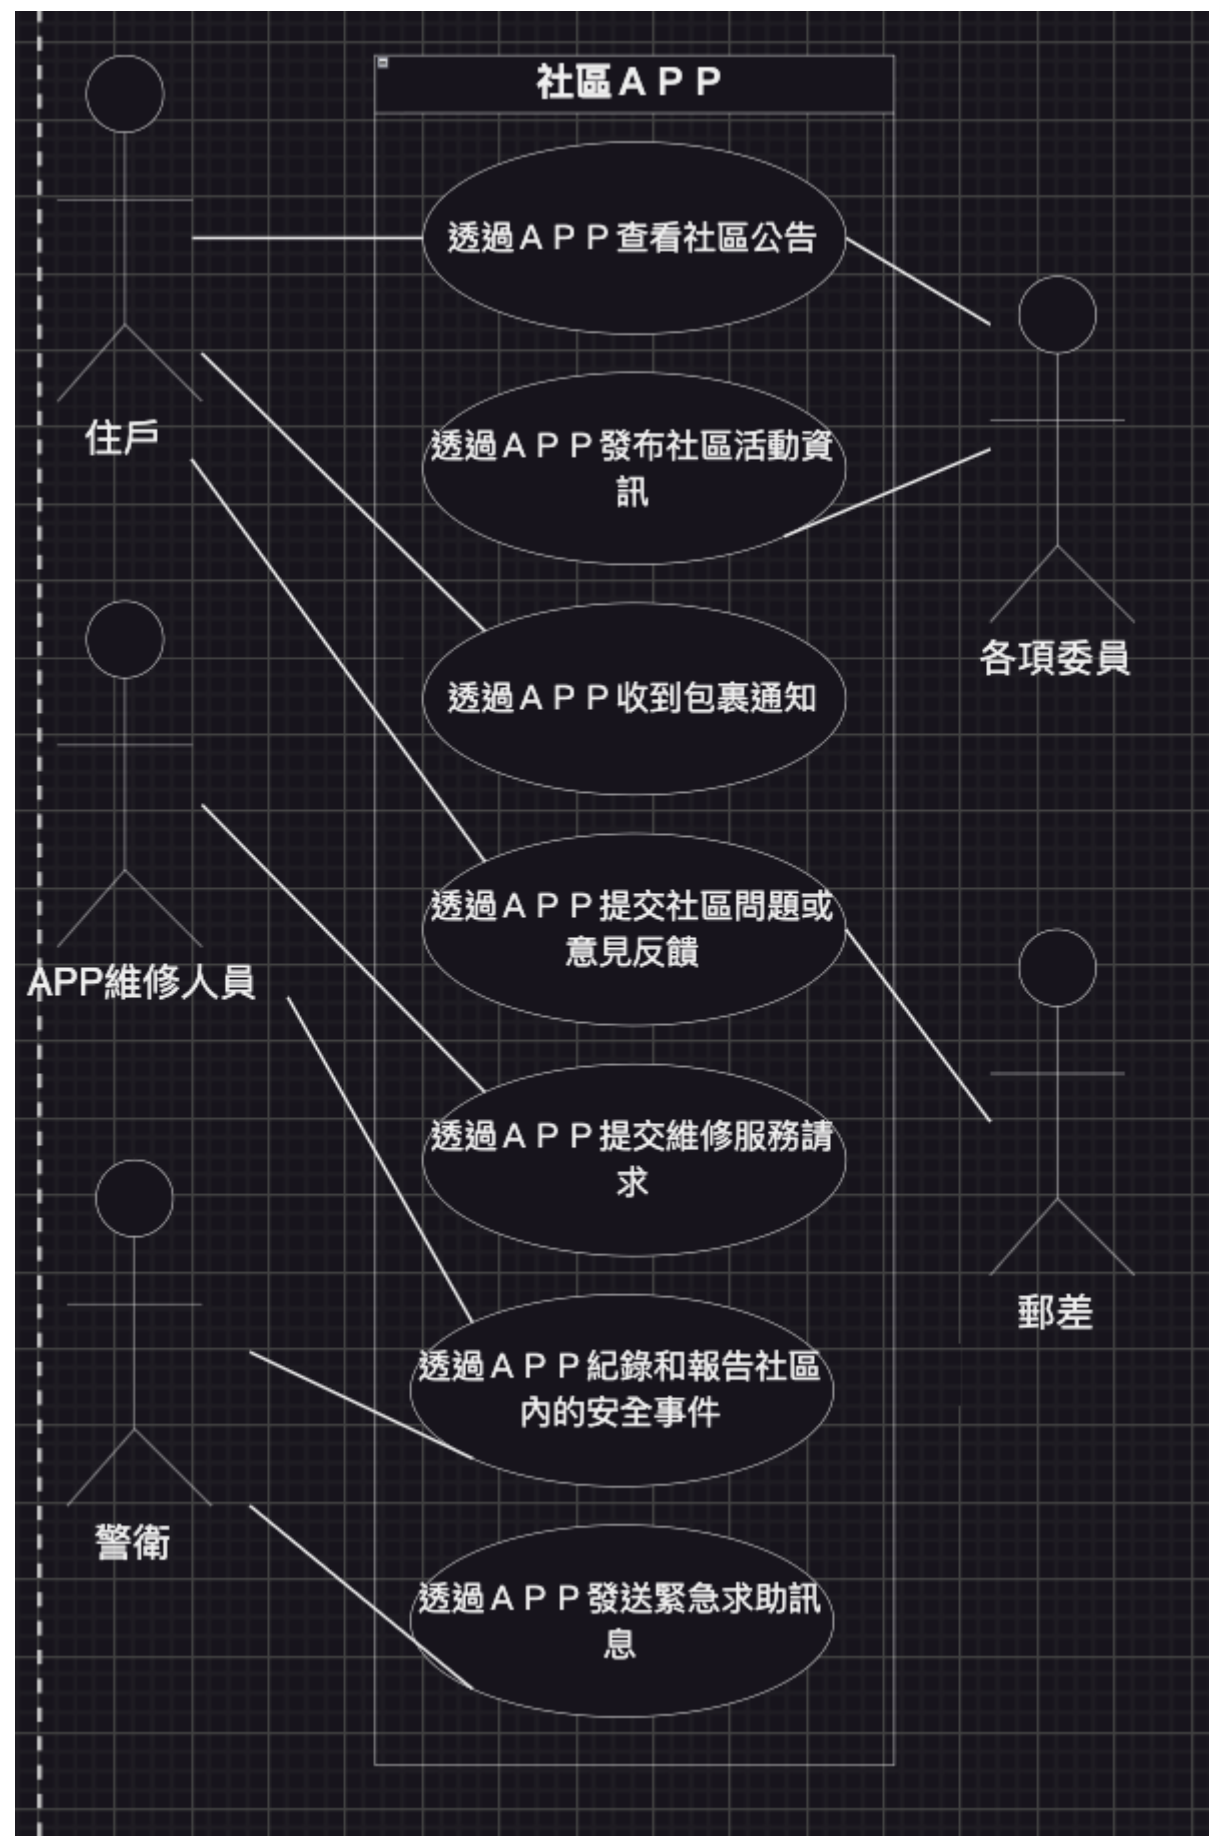 社區ＡＰＰ
透過ＡＰＰ查看社區公告
住戶
透過ＡＰＰ發布社區活動資
訊
各項委員
透過ＡＰＰ收到包裹通知
透過ＡＰＰ提交社區問題或
意見反饋
APP維修人員
透過ＡＰＰ提交維修服務請
求
郵差
透過ＡＰＰ紀錄和報告社區
內的安全事件
警衛
透過ＡＰＰ發送緊急求助訊
息